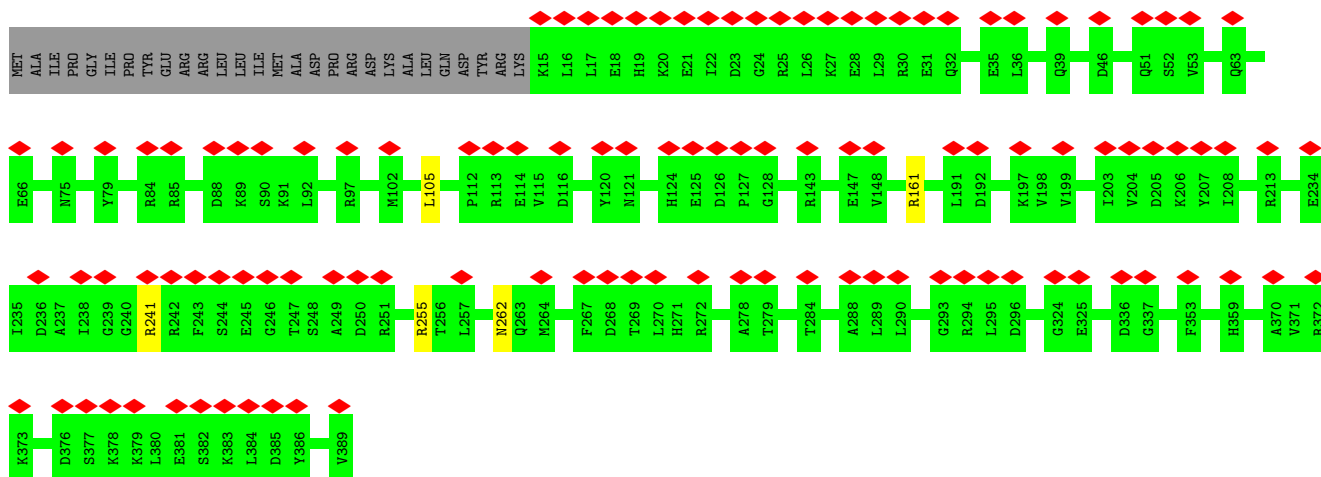 MET ALA ILE PRO GLY ILE PRO TYR GLU ARG ARG LEU LEU ILE MET ALA ASP PRO ARG ASP LYS ALA LEU GLN ASP TYR ARG LYS K15 L16 L17 E18 H19 K20 E21 I22 D23 G24 R25 L26 K27 E28 L29 R30 E31 Q32 E35 L36 Q39 D46 Q51 S52 V53 Q63
E66 N75 Y79 R84 R85 D88 K89 S90 K91 L92 R97 M102 L105 P112 R113 E114 V115 D116 Y120 N121 H124 E125 D126 P127 G128 R143 E147 V148 R161 L191 D192 K197 V198 V199 I203 V204 D205 K206 Y207 I208 R213 E234
I235 D236 A237 I238 G239 G240 R241 R242 F243 S244 E245 G246 T247 S248 A249 D250 R251 R255 T256 L257 N262 Q263 M264 F267 D268 T269 L270 H271 R272 A278 T279 T284 A288 L289 L290 G293 R294 L295 D296 G324 E325 D336 G337 F353 H359 A370 V371 R372
K373 D376 S377 K378 K379 L380 E381 S382 K383 L384 D385 Y386 V389